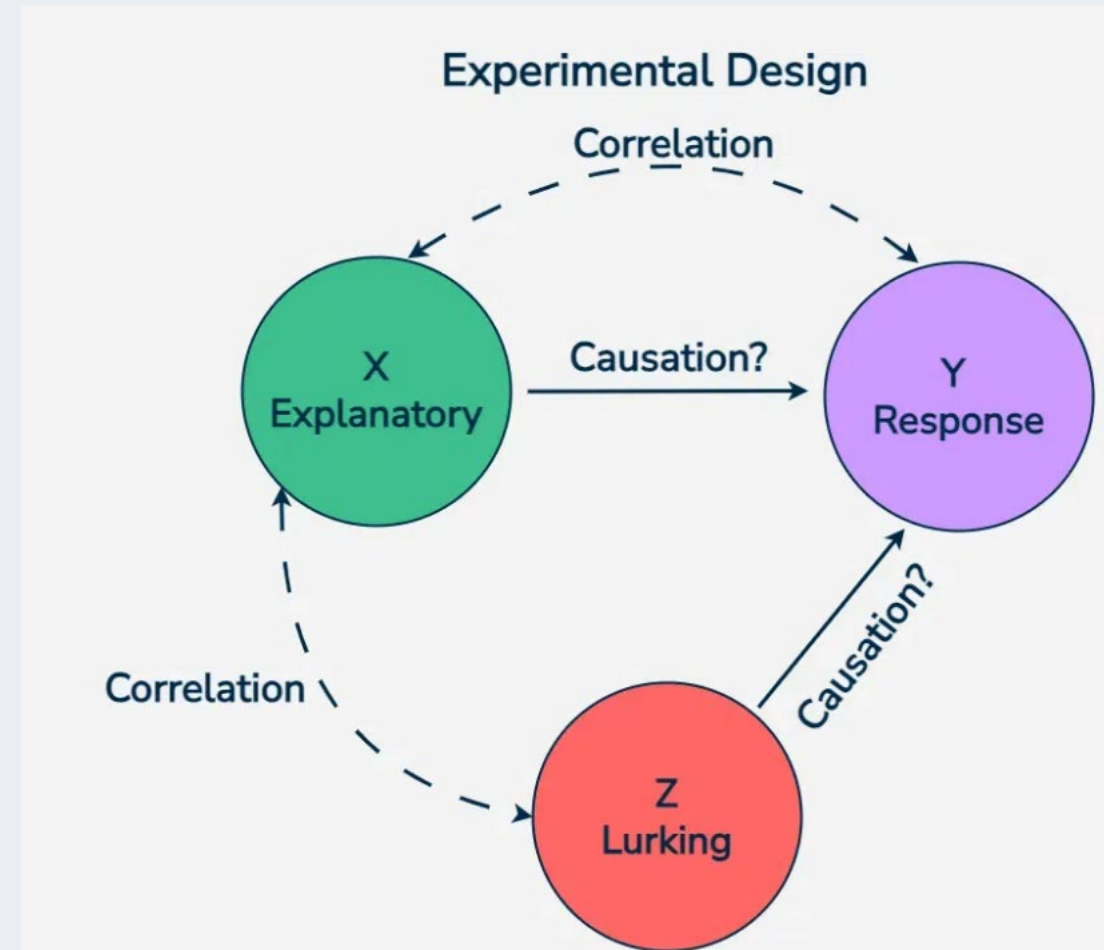 Experimental Design
Correlation
X
Explanatory
Causation?
Y
Response
Correlation
Causation?
Z
Lurking